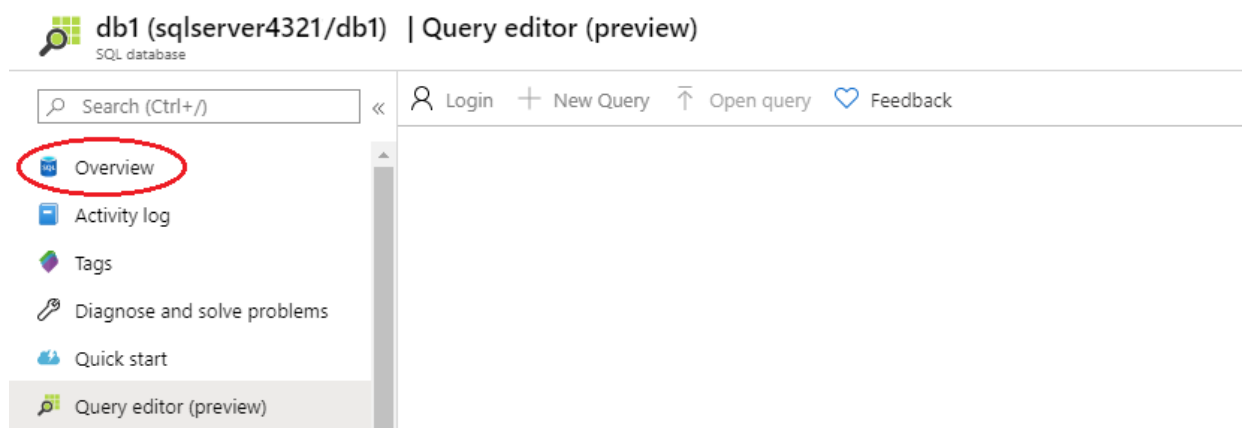 db1 (sqlserver4321/db1) | Query editor (preview)
SQL database
Search (Ctrl+/)
«
Login
New Query
Open query
Feedback
SQL
Overview
Activity log
Tags
Diagnose and solve problems
Quick start
Query editor (preview)